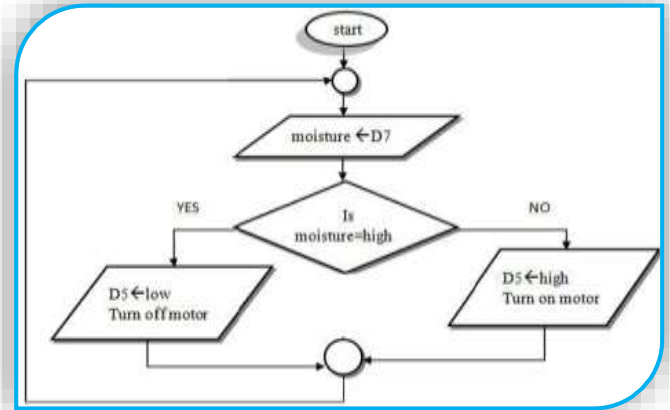 start
moisture ←D7
Is
moisture=high
YES
NO
D5←low
Turn off motor
D5←high
Turn on motor